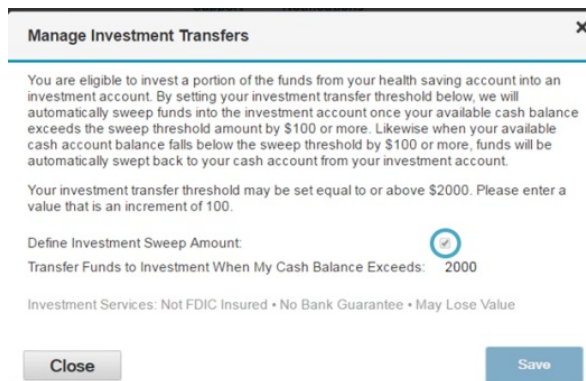 Manage Investment Transfers
You are eligible to invest a portion of the funds from your health saving account into an
investment account. By setting your investment transfer threshold below, we will
automatically sweep funds into the investment account once your available cash balance
exceeds the sweep threshold amount by $100 or more. Likewise when your available
cash account balance falls below the sweep threshold by $100 or more, funds will be
automatically swept back to your cash account from your investment account.
Your investment transfer threshold may be set equal to or above $2000. Please enter a
value that is an increment of 100.
Define Investment Sweep Amount:
Transfer Funds to Investment When My Cash Balance Exceeds: 2000
Investment Services: Not FDIC Insured • No Bank Guarantee • May Lose Value
Close Save